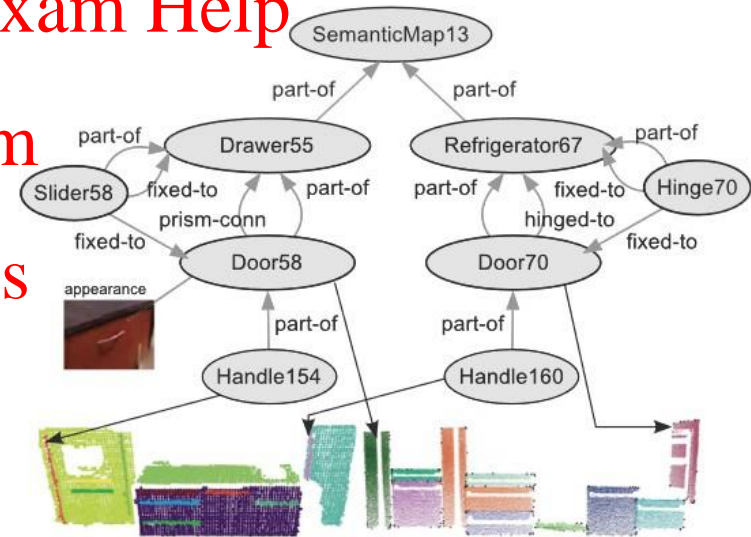 xam Help
SemanticMap13
part-of part-of
m
part-of Drawer55 Refrigerator67 part-of
Slider58 fixed-to part-of part-of fixed-to Hinge70
prism-conn hinged-to
fixed-to fixed-to
s
Door58 Door70
appearance
part-of part-of
Handle154 Handle160